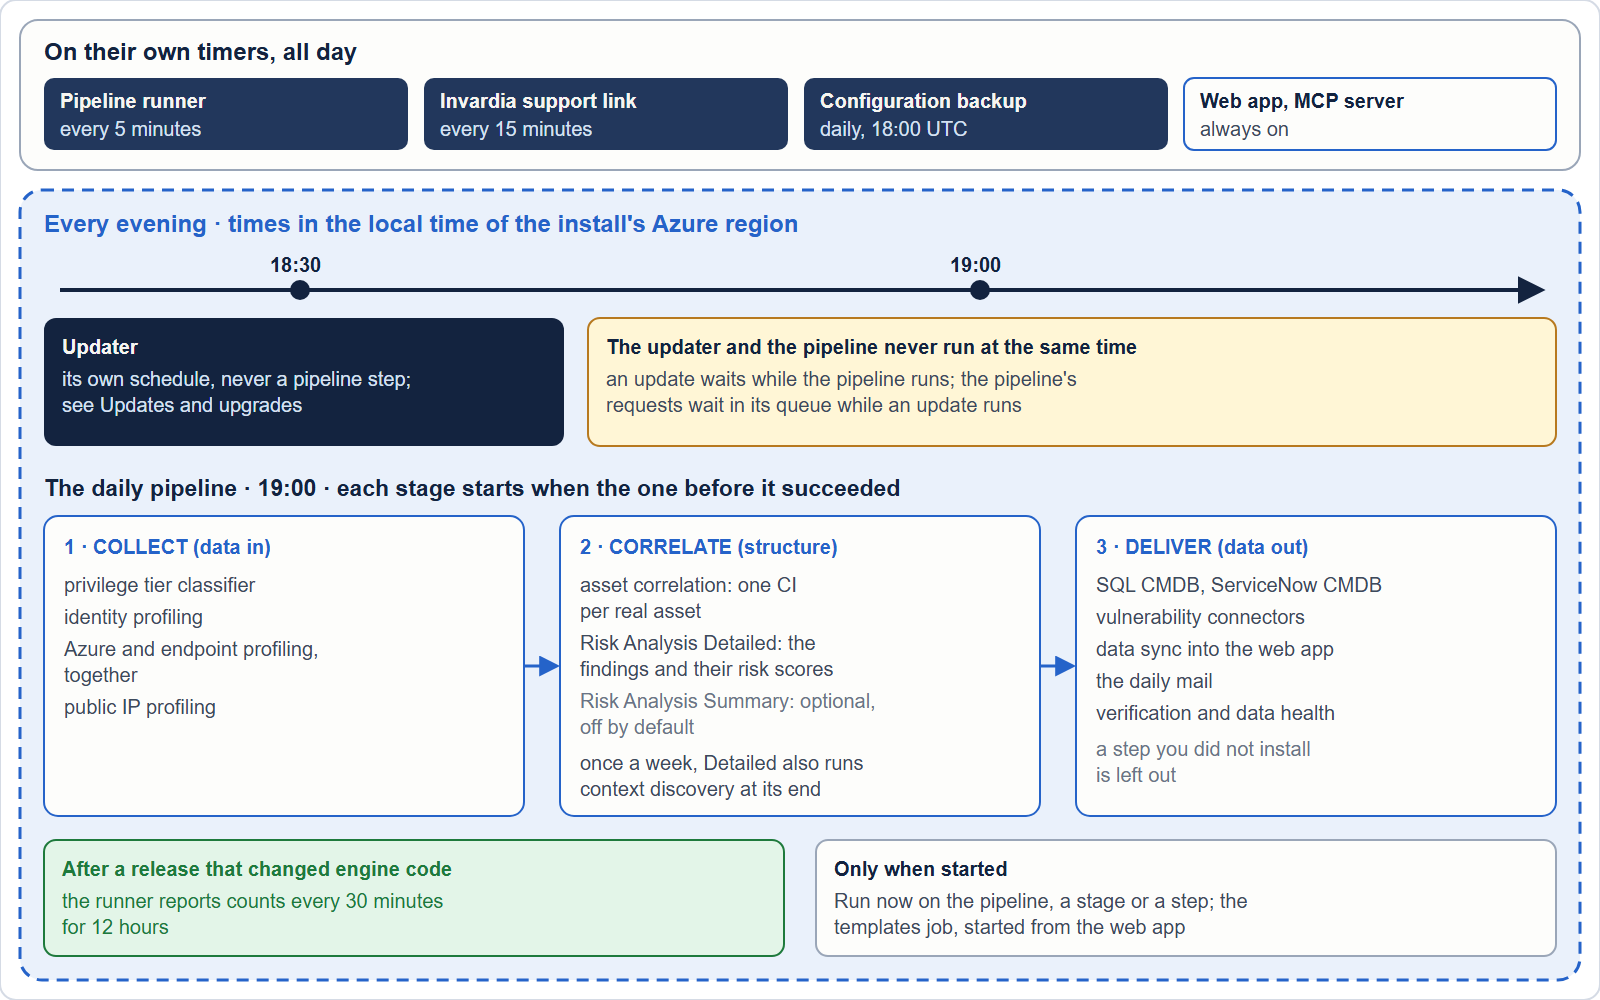 On their own timers, all day
Pipeline runner
every 5 minutes
Invardia support link
every 15 minutes
Configuration backup
daily, 18:00 UTC
Web app, MCP server
always on
Every evening · times in the local time of the install's Azure region
18:30
19:00
Updater
its own schedule, never a pipeline step;
see Updates and upgrades
The updater and the pipeline never run at the same time
an update waits while the pipeline runs; the pipeline's
requests wait in its queue while an update runs
The daily pipeline · 19:00 · each stage starts when the one before it succeeded
1 · COLLECT (data in)
privilege tier classifier
identity profiling
Azure and endpoint profiling,
together
public IP profiling
2 · CORRELATE (structure)
asset correlation: one CI
per real asset
Risk Analysis Detailed: the
findings and their risk scores
Risk Analysis Summary: optional,
off by default
once a week, Detailed also runs
context discovery at its end
3 · DELIVER (data out)
SQL CMDB, ServiceNow CMDB
vulnerability connectors
data sync into the web app
the daily mail
verification and data health
a step you did not install
is left out
After a release that changed engine code
the runner reports counts every 30 minutes
for 12 hours
Only when started
Run now on the pipeline, a stage or a step; the
templates job, started from the web app